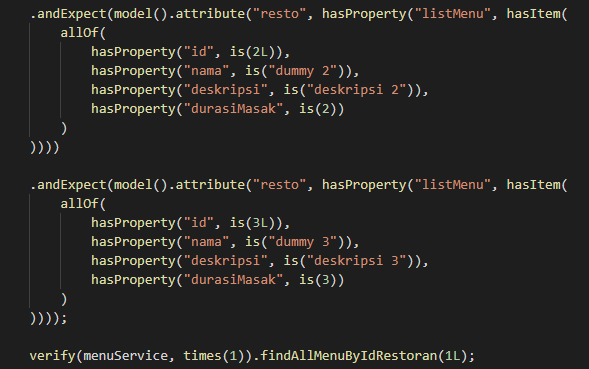 .andExpect(model().attribute("resto", hasProperty("listMenu", hasItem(
    allOf(
        hasProperty("id", is(2L)),
        hasProperty("nama", is("dummy 2")),
        hasProperty("deskripsi", is("deskripsi 2")),
        hasProperty("durasiMasak", is(2))
    )
))))
.andExpect(model().attribute("resto", hasProperty("listMenu", hasItem(
    allOf(
        hasProperty("id", is(3L)),
        hasProperty("nama", is("dummy 3")),
        hasProperty("deskripsi", is("deskripsi 3")),
        hasProperty("durasiMasak", is(3))
    )
))));
verify(menuService, times(1)).findAllMenuByIdRestoran(1L);